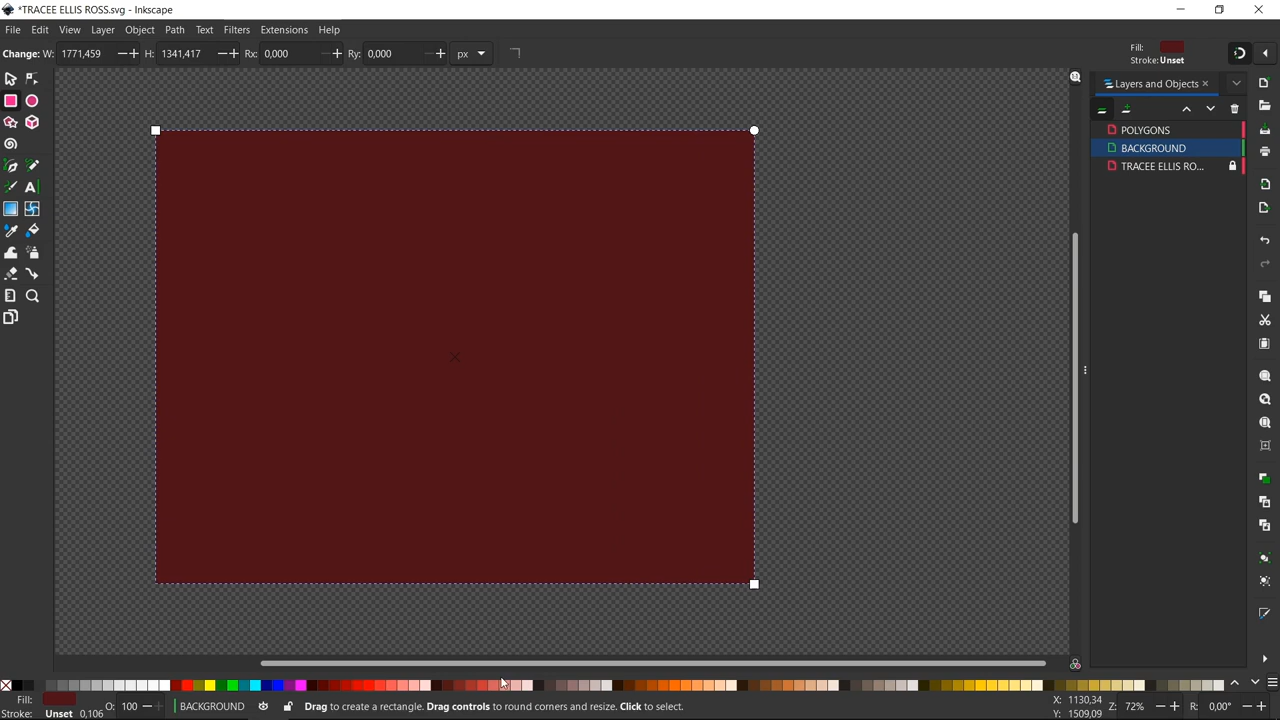 *TRACEE ELLIS ROSS.svg - Inkscape
File Edit View Layer Object Path Text Filters Extensions Help
Change: W: 1771,459 H: 1341,417 Rx: 0,000 Ry: 0,000 px
Fill:
Stroke: Unset
Layers and Objects
POLYGONS
BACKGROUND
TRACEE ELLIS RO...
Fill:
Stroke: Unset 0,106
O: 100
BACKGROUND
Drag to create a rectangle. Drag controls to round corners and resize. Click to select.
X: 1130,34
Y: 1509,09
Z: 72%
R: 0,00°